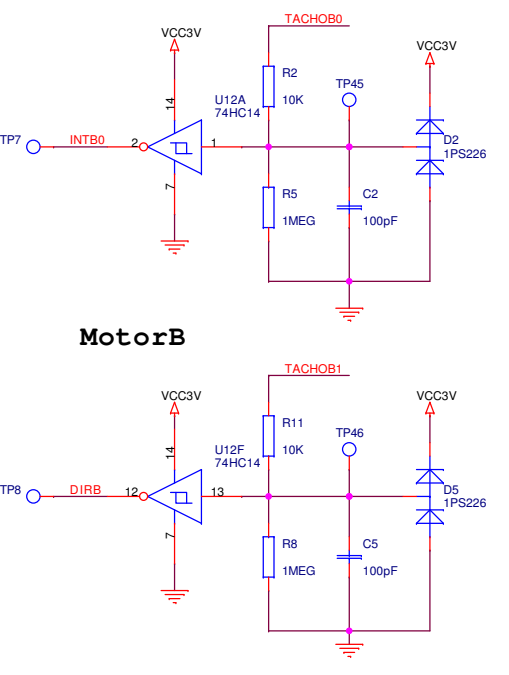 TACHOB0
VCC3V
VCC3V
R2
TP45
14
U12A
10K
74HC14
TP7
INTB0
2
1
D2
1PS226
7
R5
C2
1MEG
100pF
MotorB
TACHOB1
VCC3V
VCC3V
R11
TP46
14
U12F
10K
74HC14
TP8
DIRB
12
13
D5
1PS226
7
R8
C5
1MEG
100pF